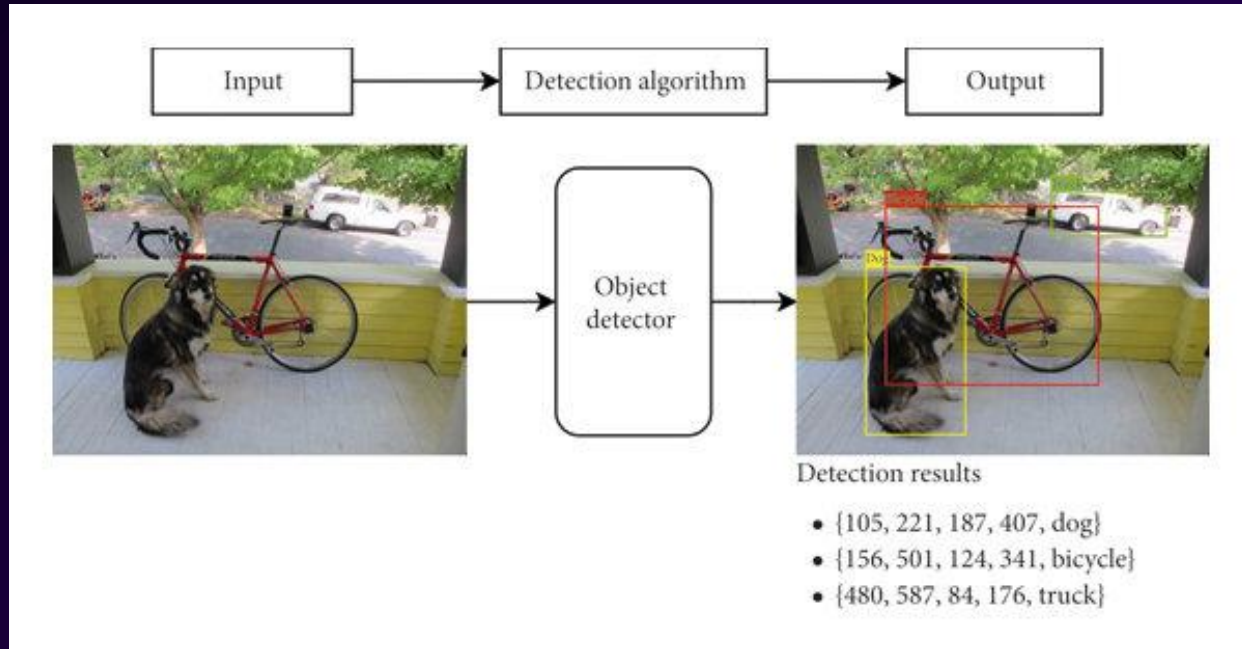 Input
Detection algorithm
Output
Object
detector
Dog
Detection results
• {105, 221, 187, 407, dog}
• {156, 501, 124, 341, bicycle}
• {480, 587, 84, 176, truck}